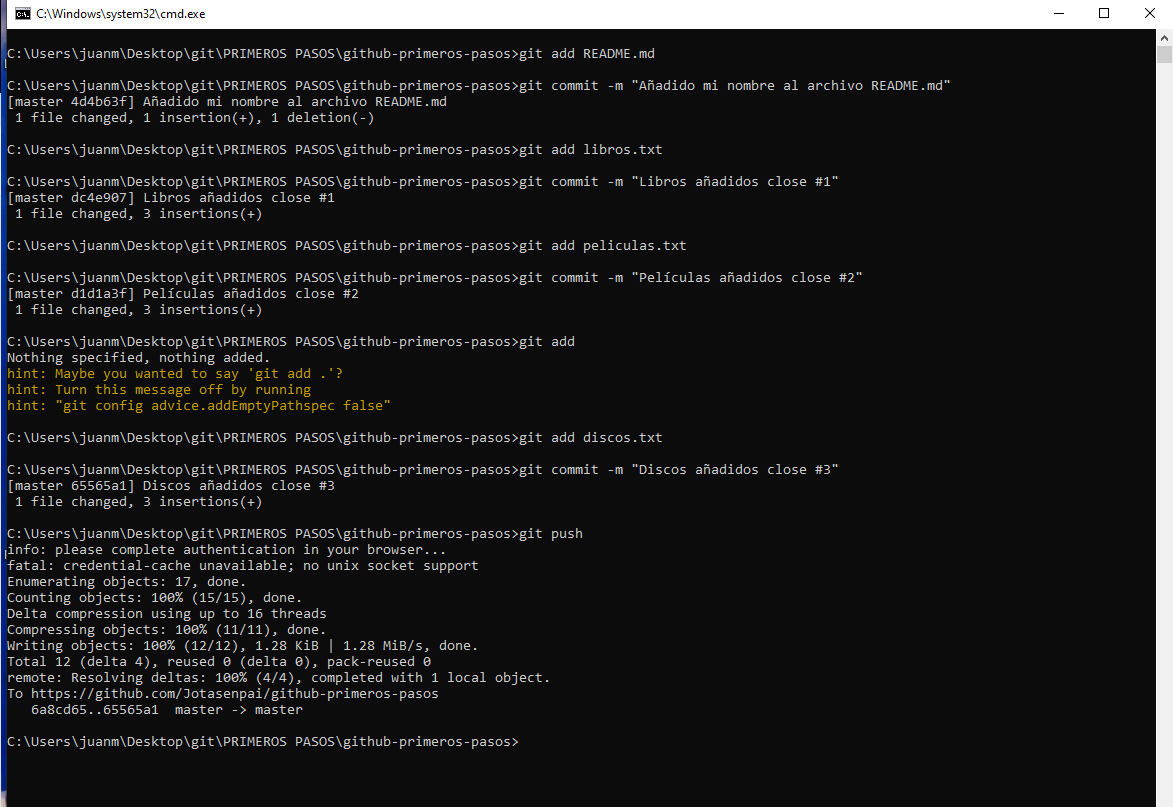 C:\Windows\system32\cmd.exe
C:\Users\juanm\Desktop\git\PRIMEROS PASOS\github-primeros-pasos>git add README.md
C:\Users\juanm\Desktop\git\PRIMEROS PASOS\github-primeros-pasos>git commit -m "Añadido mi nombre al archivo README.md"
[master 4d4b63f] Añadido mi nombre al archivo README.md
 1 file changed, 1 insertion(+), 1 deletion(-)
C:\Users\juanm\Desktop\git\PRIMEROS PASOS\github-primeros-pasos>git add libros.txt
C:\Users\juanm\Desktop\git\PRIMEROS PASOS\github-primeros-pasos>git commit -m "Libros añadidos close #1"
[master dc4e907] Libros añadidos close #1
 1 file changed, 3 insertions(+)
C:\Users\juanm\Desktop\git\PRIMEROS PASOS\github-primeros-pasos>git add peliculas.txt
C:\Users\juanm\Desktop\git\PRIMEROS PASOS\github-primeros-pasos>git commit -m "Películas añadidos close #2"
[master d1d1a3f] Películas añadidos close #2
 1 file changed, 3 insertions(+)
C:\Users\juanm\Desktop\git\PRIMEROS PASOS\github-primeros-pasos>git add
Nothing specified, nothing added.
hint: Maybe you wanted to say 'git add .'?
hint: Turn this message off by running
hint: "git config advice.addEmptyPathspec false"
C:\Users\juanm\Desktop\git\PRIMEROS PASOS\github-primeros-pasos>git add discos.txt
C:\Users\juanm\Desktop\git\PRIMEROS PASOS\github-primeros-pasos>git commit -m "Discos añadidos close #3"
[master 65565a1] Discos añadidos close #3
 1 file changed, 3 insertions(+)
C:\Users\juanm\Desktop\git\PRIMEROS PASOS\github-primeros-pasos>git push
info: please complete authentication in your browser...
fatal: credential-cache unavailable; no unix socket support
Enumerating objects: 17, done.
Counting objects: 100% (15/15), done.
Delta compression using up to 16 threads
Compressing objects: 100% (11/11), done.
Writing objects: 100% (12/12), 1.28 KiB | 1.28 MiB/s, done.
Total 12 (delta 4), reused 0 (delta 0), pack-reused 0
remote: Resolving deltas: 100% (4/4), completed with 1 local object.
To https://github.com/Jotasenpai/github-primeros-pasos
   6a8cd65..65565a1  master -> master
C:\Users\juanm\Desktop\git\PRIMEROS PASOS\github-primeros-pasos>